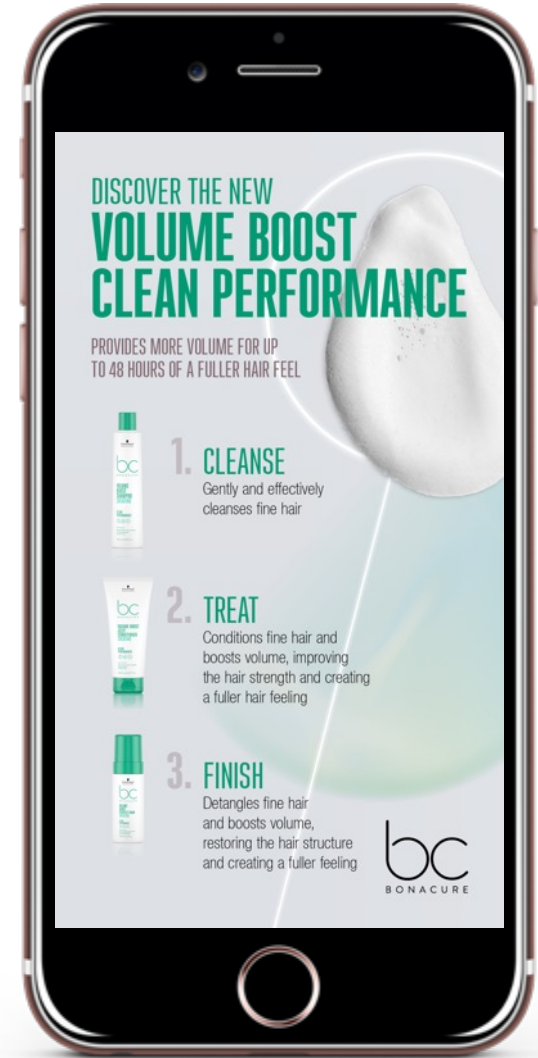 DISCOVER THE NEW
VOLUME BOOST
CLEAN PERFORMANCE
PROVIDES MORE VOLUME FOR UP
TO 48 HOURS OF A FULLER HAIR FEEL
bc
1. CLEANSE
Gently and effectively
cleanses fine hair
bc
2. TREAT
Conditions fine hair and
boosts volume, improving
the hair strength and creating
a fuller hair feeling
bc
3. FINISH
Detangles fine hair
and boosts volume,
restoring the hair structure
and creating a fuller feeling
bc
BONACURE